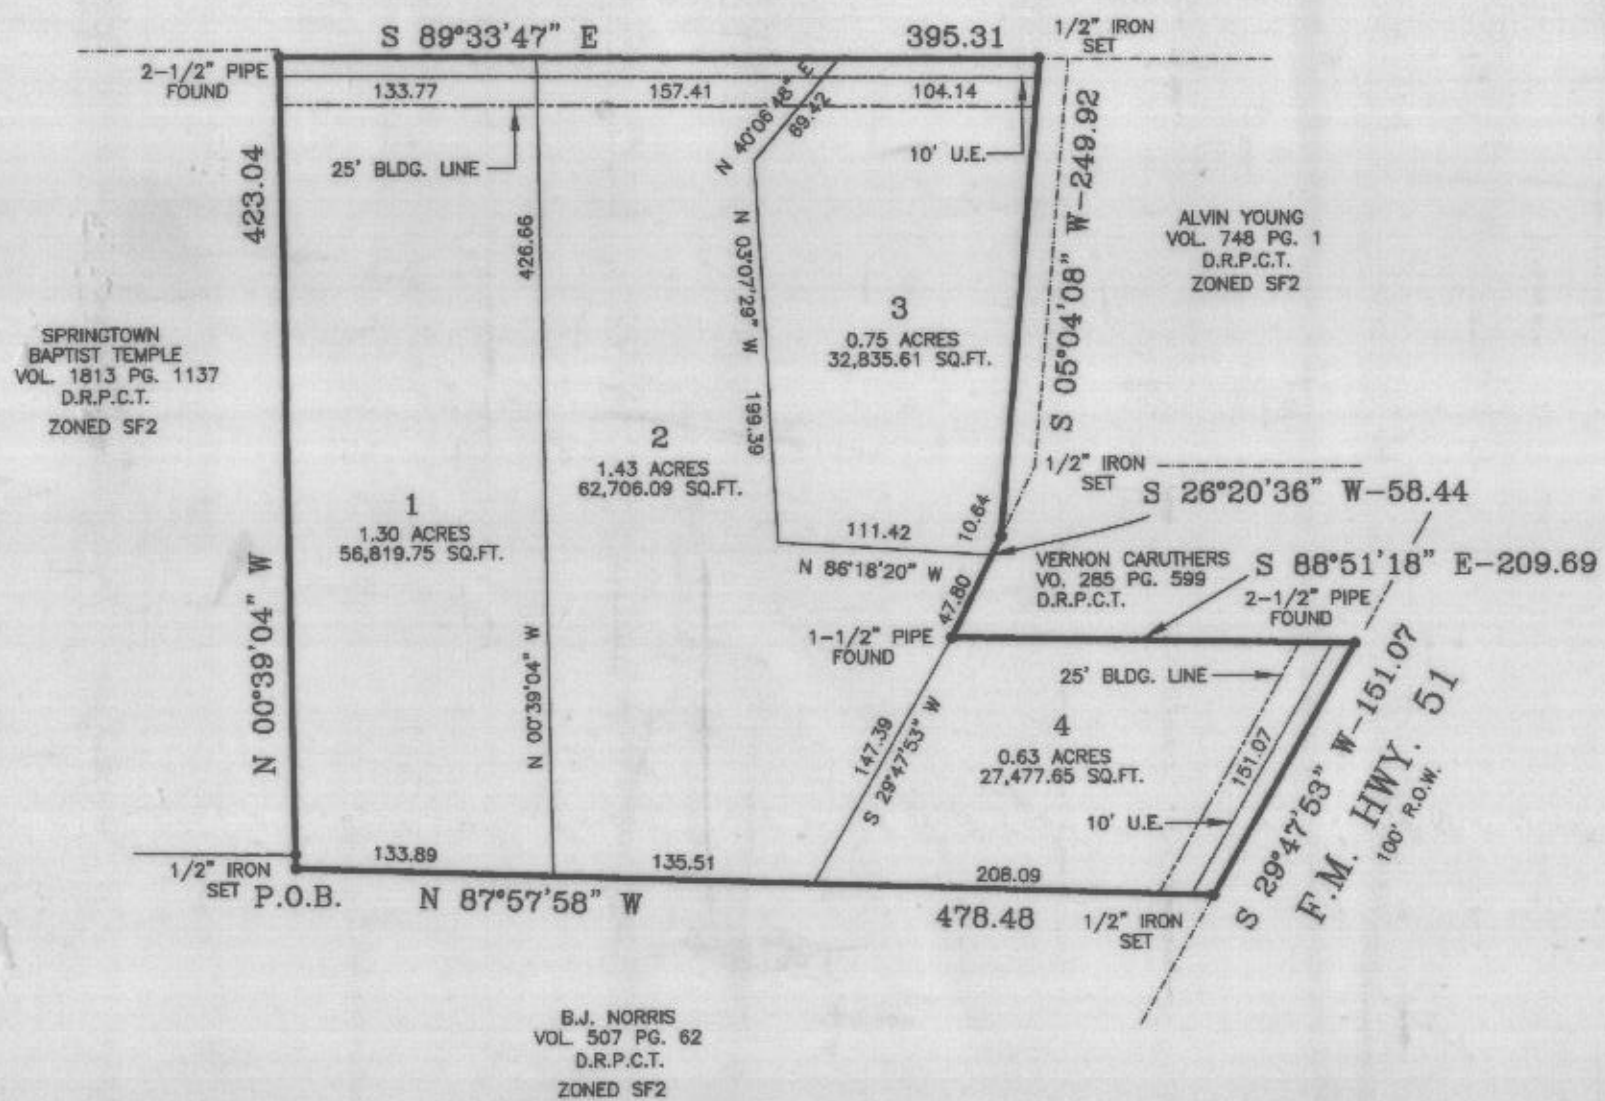 S 89°33'47" E 395.31
1/2" IRON
SET
2-1/2" PIPE
FOUND
133.77
157.41
104.14
N 40°06'48" E
69.42
25' BLDG. LINE
10' U.E.
423.04
N 00°39'04" W
426.66
N 00°39'04" W
N 03°07'29" W 199.39
S 05°04'08" W-249.92
ALVIN YOUNG
VOL. 748 PG. 1
D.R.P.C.T.
ZONED SF2
SPRINGTOWN
BAPTIST TEMPLE
VOL. 1813 PG. 1137
D.R.P.C.T.
ZONED SF2
3
0.75 ACRES
32,835.61 SQ.FT.
2
1.43 ACRES
62,706.09 SQ.FT.
1
1.30 ACRES
56,819.75 SQ.FT.
1/2" IRON
SET
S 26°20'36" W-58.44
10.64
111.42
N 86°18'20" W
47.80
VERNON CARUTHERS
VO. 285 PG. 599
D.R.P.C.T.
S 88°51'18" E-209.69
2-1/2" PIPE
FOUND
1-1/2" PIPE
FOUND
25' BLDG. LINE
147.39
S 29°47'53" W
4
0.63 ACRES
27,477.65 SQ.FT.
10' U.E.
151.07
S 29°47'53" W-151.07
F.M. HWY. 51
100' R.O.W.
1/2" IRON
SET
P.O.B.
133.89
135.51
208.09
N 87°57'58" W
478.48
1/2" IRON
SET
B.J. NORRIS
VOL. 507 PG. 62
D.R.P.C.T.
ZONED SF2